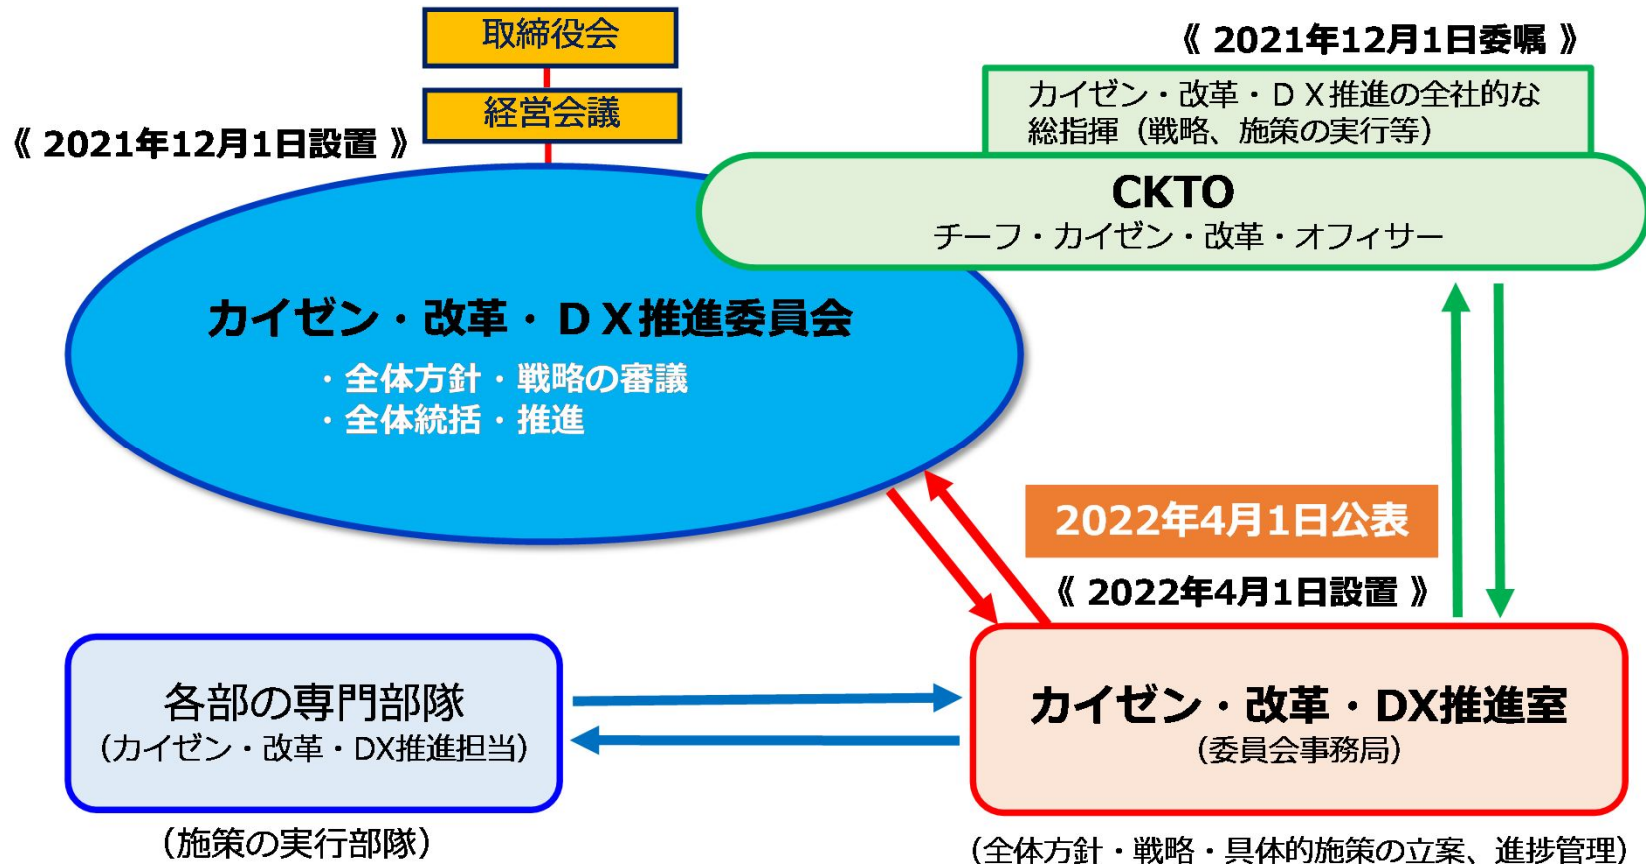 取締役会
《 2021年12月1日委嘱 》
経営会議
カイゼン・改革・ＤＸ推進の全社的な
総指揮（戦略、施策の実行等）
《 2021年12月1日設置 》
CKTO
チーフ・カイゼン・改革・オフィサー
カイゼン・改革・ＤＸ推進委員会
・全体方針・戦略の審議
・全体統括・推進
2022年4月1日公表
《 2022年4月1日設置 》
各部の専門部隊
（カイゼン・改革・DX推進担当）
（施策の実行部隊）
カイゼン・改革・DX推進室
（委員会事務局）
（全体方針・戦略・具体的施策の立案、進捗管理）